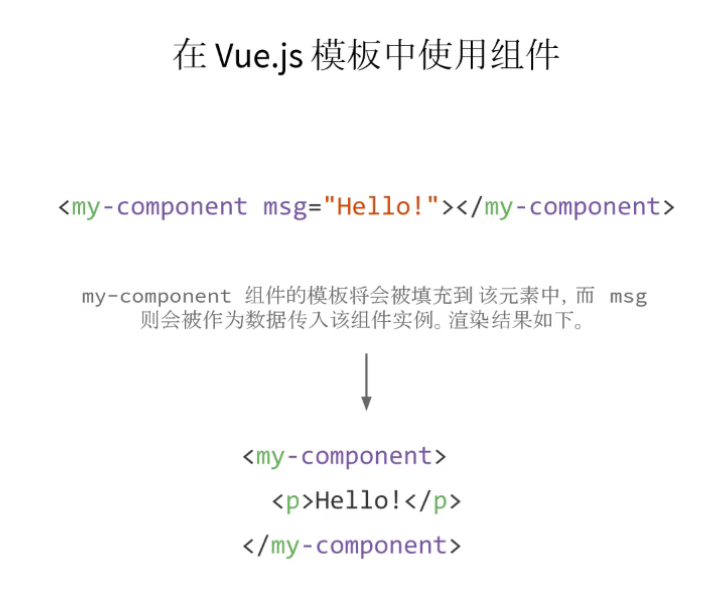 在 Vue.js 模板中使用组件
<my-component msg="Hello!"></my-component>
my-component 组件的模板将会被填充到该元素中, 而 msg
则会被作为数据传入该组件实例。渲染结果如下。
<my-component>
<p>Hello!</p>
</my-component>